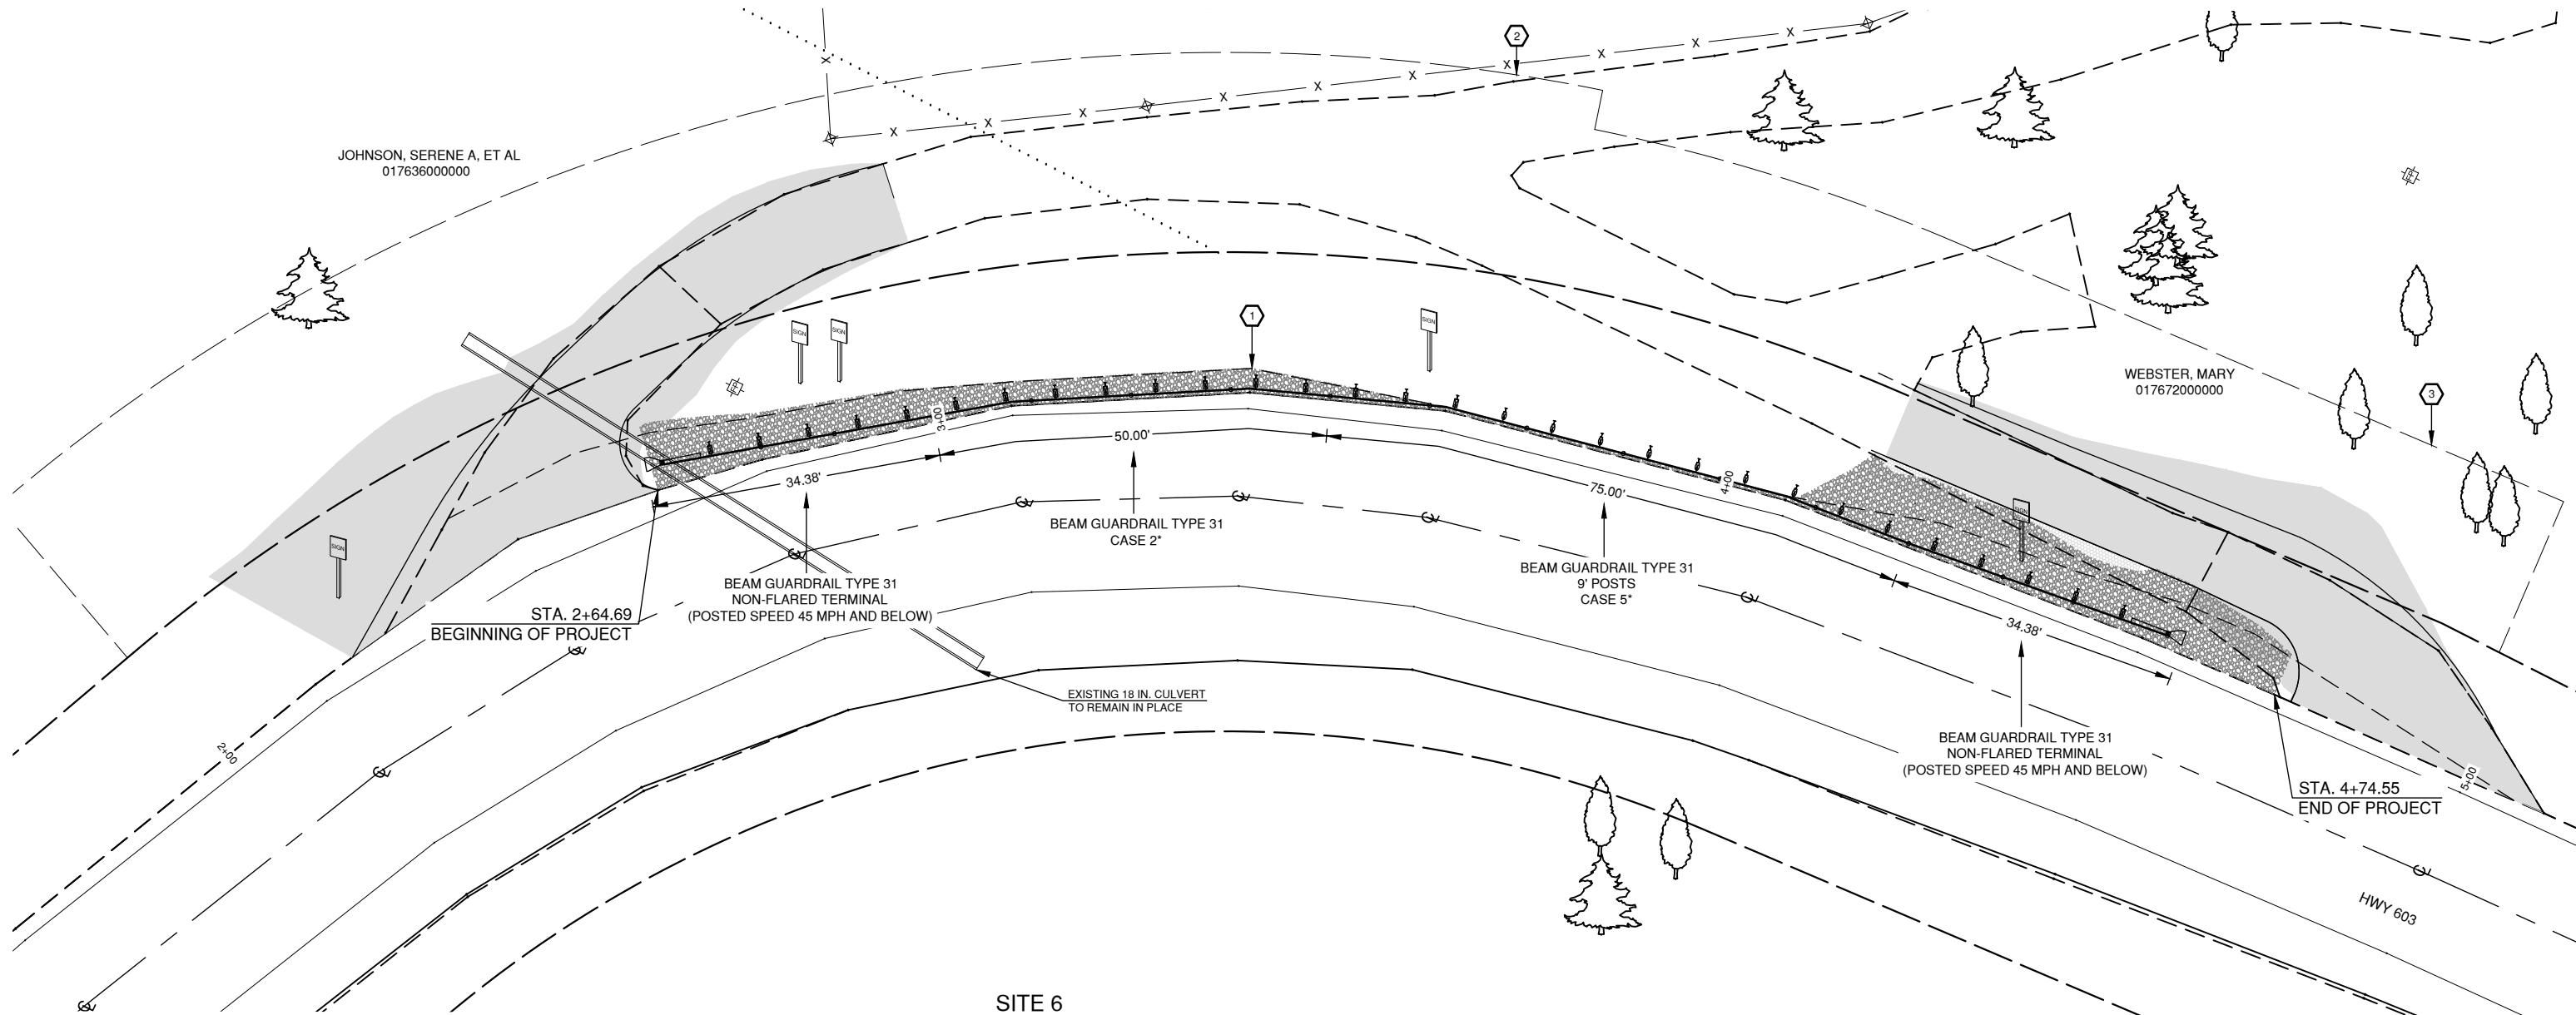 2
JOHNSON, SERENE A, ET AL
017636000000
SIGN
SIGN
1
SIGN
WEBSTER, MARY
017672000000
3
3+00
50.00'
34.38'
4+00
75.00'
SIGN
SIGN
BEAM GUARDRAIL TYPE 31
CASE 2*
BEAM GUARDRAIL TYPE 31
9' POSTS
CASE 5*
BEAM GUARDRAIL TYPE 31
NON-FLARED TERMINAL
(POSTED SPEED 45 MPH AND BELOW)
STA. 2+64.69
BEGINNING OF PROJECT
34.38'
EXISTING 18 IN. CULVERT
TO REMAIN IN PLACE
2+00
BEAM GUARDRAIL TYPE 31
NON-FLARED TERMINAL
(POSTED SPEED 45 MPH AND BELOW)
5+00
STA. 4+74.55
END OF PROJECT
HWY 603
SITE 6